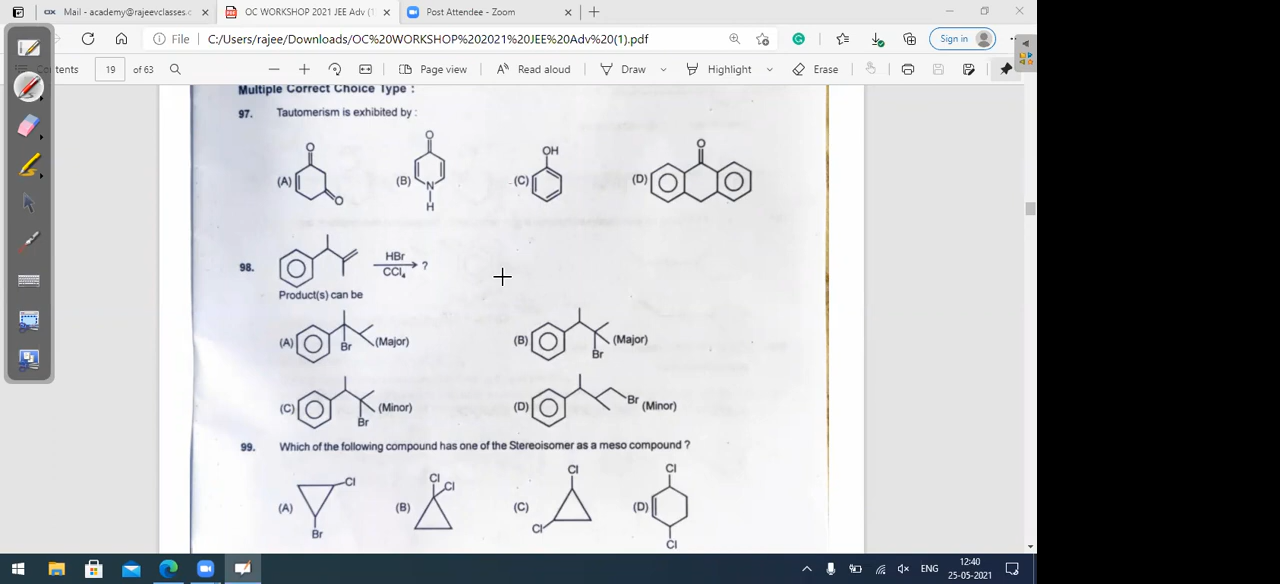 Mail - academy@rajeevclasses.c
OC WORKSHOP 2021 JEE Adv (1
Post Attendee - Zoom
File
C:/Users/rajee/Downloads/OC%20WORKSHOP%202021%20JEE%20Adv%20(1).pdf
Sign in
ntents
19
of 63
Page view
Read aloud
Draw
Highlight
Erase
Multiple Correct Choice Type :
97. Tautomerism is exhibited by :
(A) O O
(B) O N H
(C) OH
(D) O
98. HBr CCl₄ ?
Product(s) can be
(A) Br (Major)
(B) Br (Major)
(C) Br (Minor)
(D) Br (Minor)
99. Which of the following compound has one of the Stereoisomer as a meso compound ?
(A) Cl Br
(B) Cl Cl
(C) Cl Cl
(D) Cl Cl
ENG
12:40
25-05-2021